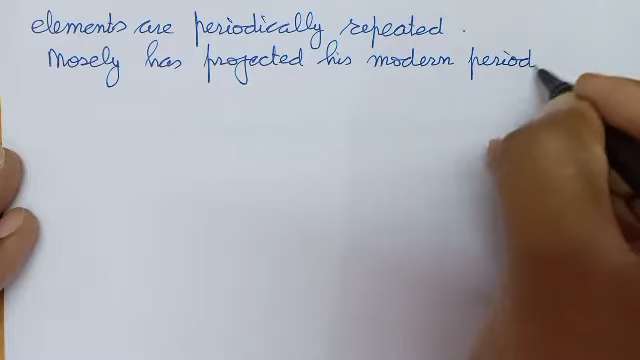 elements are periodically repeated .
Mosely has projected his modern period